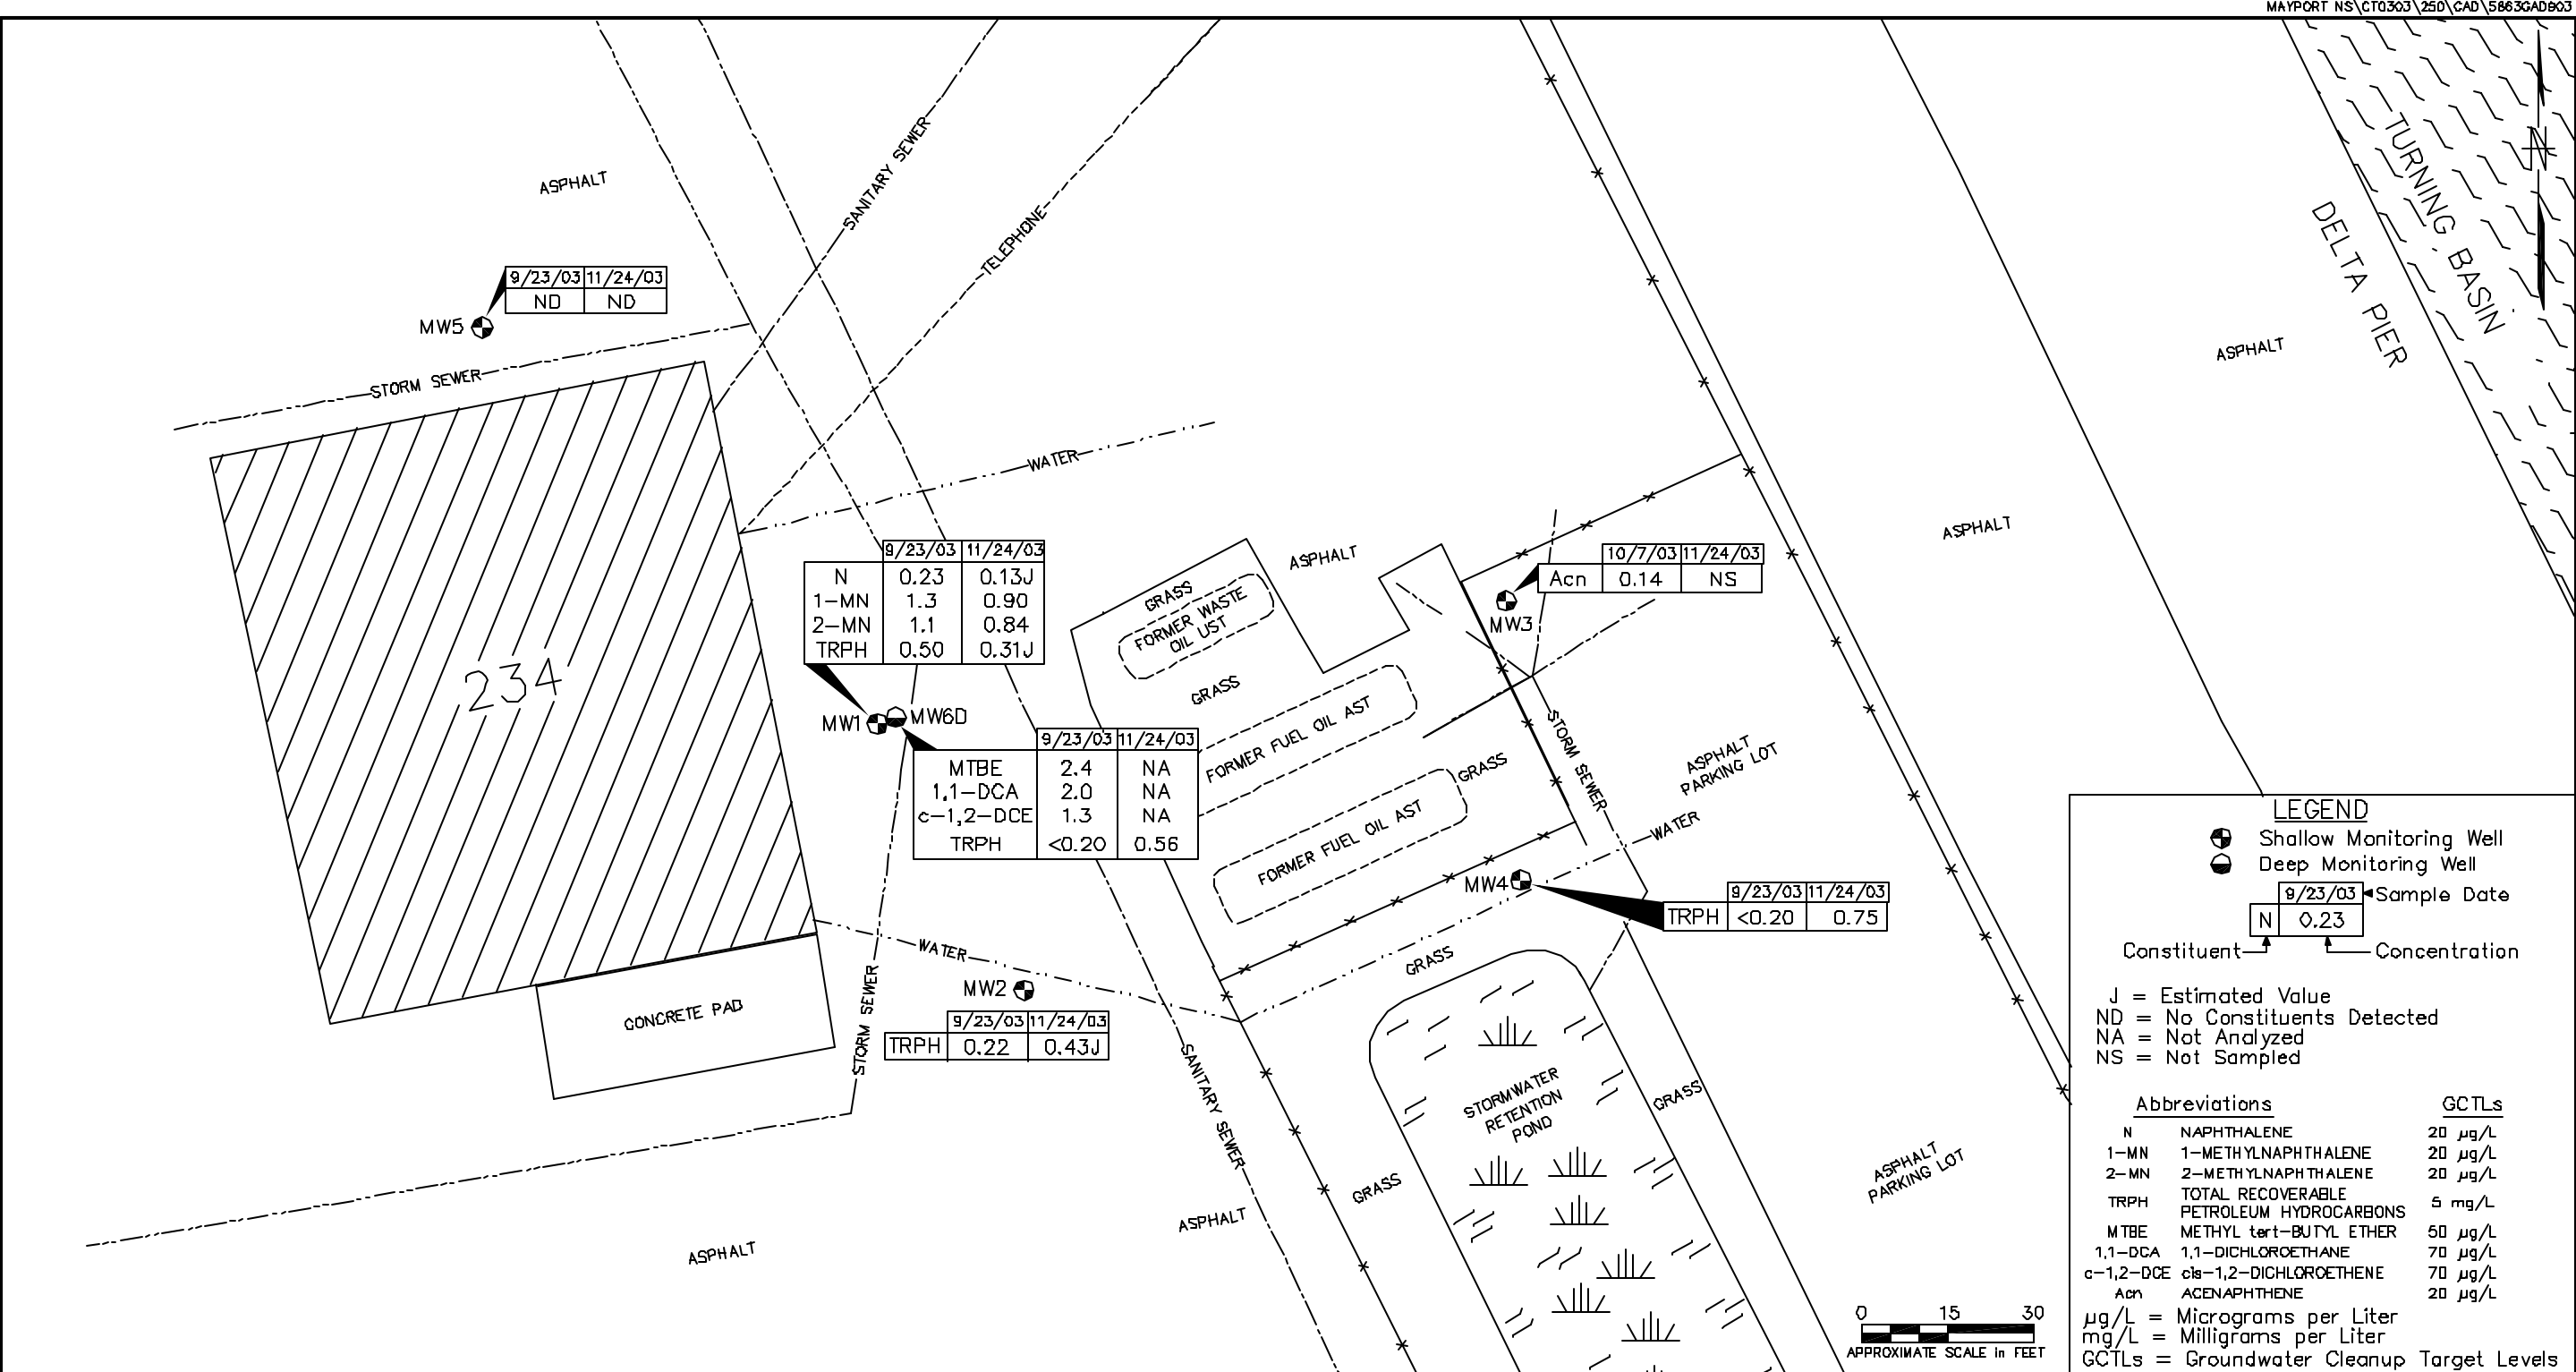 MAYPORT NS\CTO303\250\CAD\5863GAD903
ASPHALT
SANITARY SEWER
TELEPHONE
TURNING BASIN
DELTA PIER
N
9/23/03 11/24/03
ND ND
MW5
STORM SEWER
ASPHALT
WATER
ASPHALT
234
9/23/03 11/24/03
N 0.23 0.13J
1-MN 1.3 0.90
2-MN 1.1 0.84
TRPH 0.50 0.31J
MW1
MW6D
9/23/03 11/24/03
MTBE 2.4 NA
1,1-DCA 2.0 NA
c-1,2-DCE 1.3 NA
TRPH <0.20 0.56
GRASS
FORMER WASTE
OIL UST
GRASS
ASPHALT
10/7/03 11/24/03
Acn 0.14 NS
MW3
FORMER FUEL OIL AST
FORMER FUEL OIL AST
GRASS
STORM SEWER
ASPHALT
PARKING LOT
WATER
MW4
9/23/03 11/24/03
TRPH <0.20 0.75
WATER
GRASS
CONCRETE PAD
STORM SEWER
MW2
9/23/03 11/24/03
TRPH 0.22 0.43J
SANITARY SEWER
STORMWATER
RETENTION
POND
GRASS
GRASS
ASPHALT
PARKING LOT
ASPHALT
ASPHALT
0 15 30
APPROXIMATE SCALE in FEET
LEGEND
Shallow Monitoring Well
Deep Monitoring Well
9/23/03 Sample Date
N 0.23
Constituent Concentration
J = Estimated Value
ND = No Constituents Detected
NA = Not Analyzed
NS = Not Sampled
Abbreviations GCTLs
N NAPHTHALENE 20 µg/L
1-MN 1-METHYLNAPHTHALENE 20 µg/L
2-MN 2-METHYLNAPHTHALENE 20 µg/L
TRPH TOTAL RECOVERABLE
PETROLEUM HYDROCARBONS 5 mg/L
MTBE METHYL tert-BUTYL ETHER 50 µg/L
1,1-DCA 1,1-DICHLOROETHANE 70 µg/L
c-1,2-DCE cis-1,2-DICHLOROETHENE 70 µg/L
Acn ACENAPHTHENE 20 µg/L
µg/L = Micrograms per Liter
mg/L = Milligrams per Liter
GCTLs = Groundwater Cleanup Target Levels